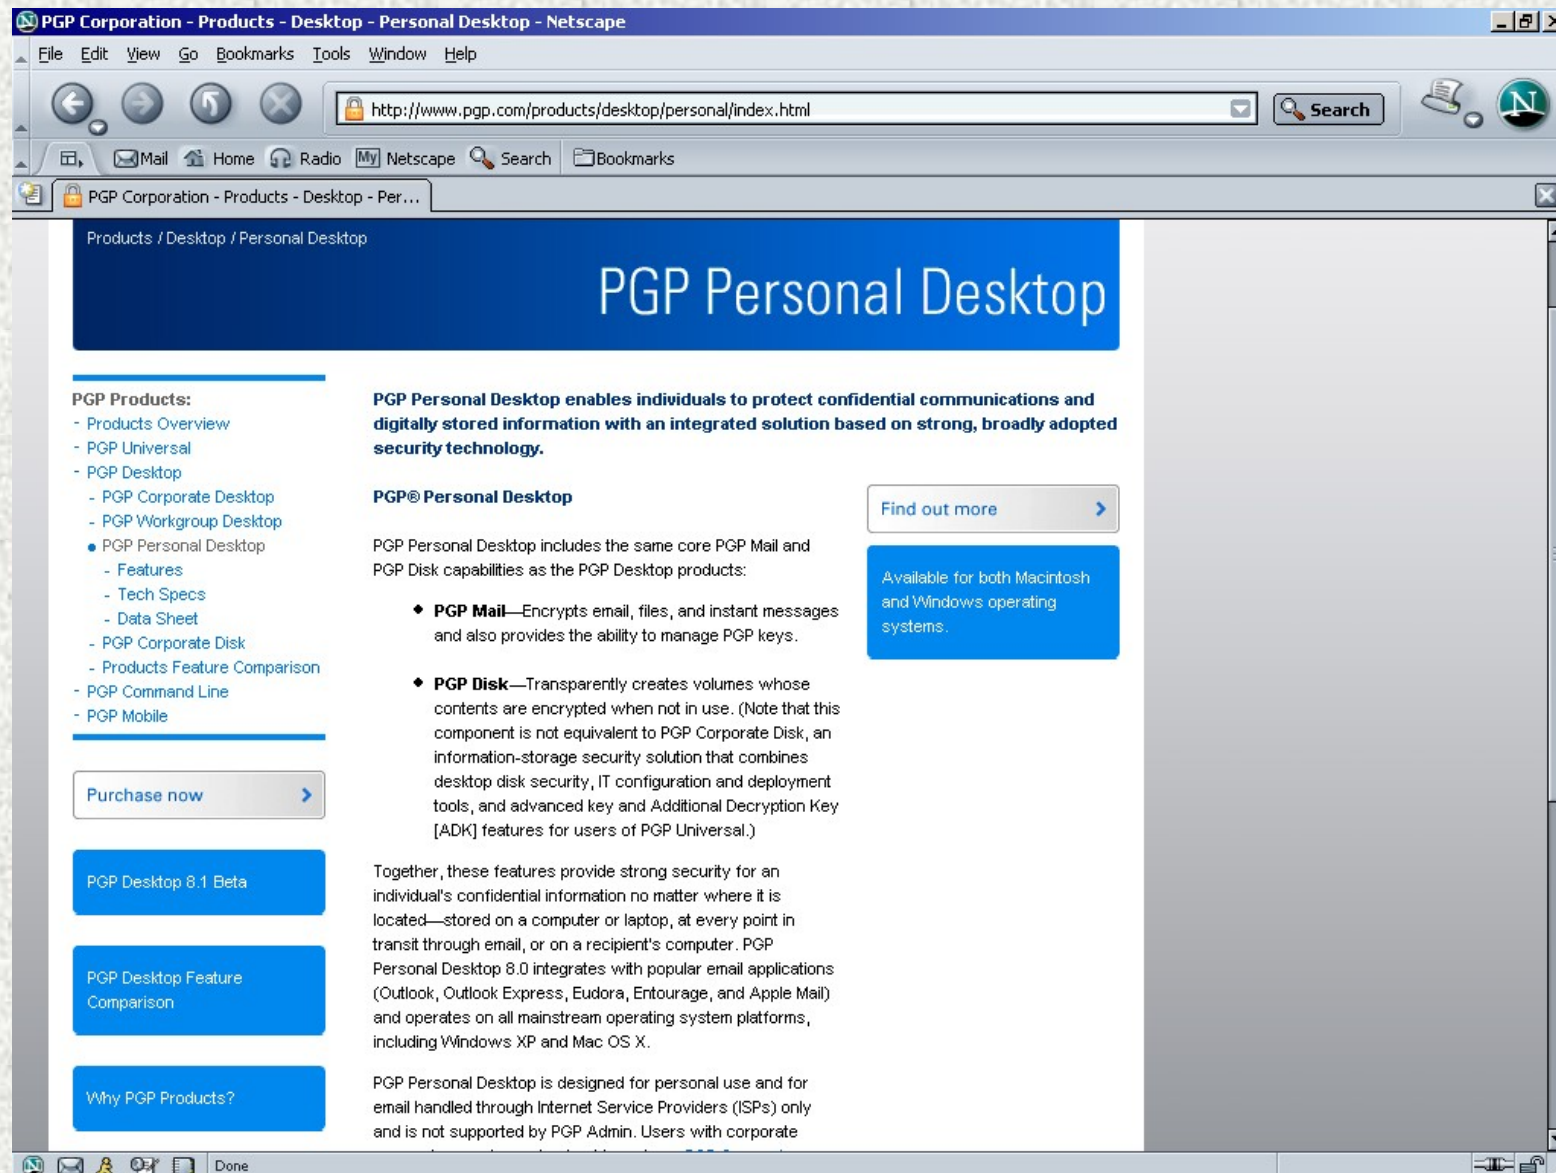 PGP Corporation - Products - Desktop - Personal Desktop - Netscape
File Edit View Go Bookmarks Tools Window Help
http://www.pgp.com/products/desktop/personal/index.html
Search
N
Mail Home Radio My Netscape Search Bookmarks
PGP Corporation - Products - Desktop - Per...
Products / Desktop / Personal Desktop
PGP Personal Desktop
PGP Products:
- Products Overview
- PGP Universal
- PGP Desktop
- PGP Corporate Desktop
- PGP Workgroup Desktop
• PGP Personal Desktop
- Features
- Tech Specs
- Data Sheet
- PGP Corporate Disk
- Products Feature Comparison
- PGP Command Line
- PGP Mobile
Purchase now
PGP Desktop 8.1 Beta
PGP Desktop Feature
Comparison
Why PGP Products?
PGP Personal Desktop enables individuals to protect confidential communications and
digitally stored information with an integrated solution based on strong, broadly adopted
security technology.
PGP® Personal Desktop
PGP Personal Desktop includes the same core PGP Mail and
PGP Disk capabilities as the PGP Desktop products:
◆ PGP Mail—Encrypts email, files, and instant messages
and also provides the ability to manage PGP keys.
◆ PGP Disk—Transparently creates volumes whose
contents are encrypted when not in use. (Note that this
component is not equivalent to PGP Corporate Disk, an
information-storage security solution that combines
desktop disk security, IT configuration and deployment
tools, and advanced key and Additional Decryption Key
[ADK] features for users of PGP Universal.)
Together, these features provide strong security for an
individual's confidential information no matter where it is
located—stored on a computer or laptop, at every point in
transit through email, or on a recipient's computer. PGP
Personal Desktop 8.0 integrates with popular email applications
(Outlook, Outlook Express, Eudora, Entourage, and Apple Mail)
and operates on all mainstream operating system platforms,
including Windows XP and Mac OS X.
PGP Personal Desktop is designed for personal use and for
email handled through Internet Service Providers (ISPs) only
and is not supported by PGP Admin. Users with corporate
Find out more
Available for both Macintosh
and Windows operating
systems.
Done